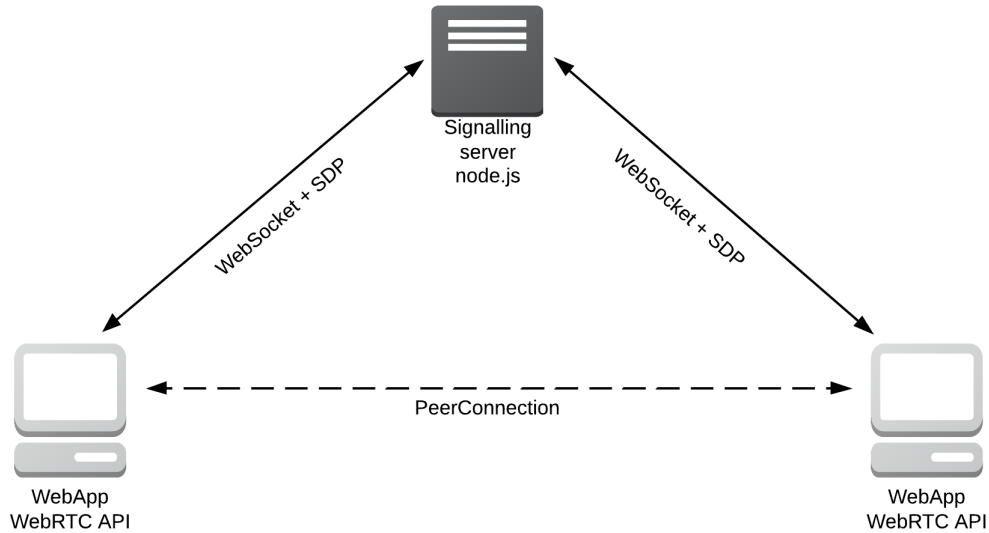 Signalling
server
node.js
WebSocket + SDP
WebSocket + SDP
PeerConnection
WebApp
WebRTC API
WebApp
WebRTC API